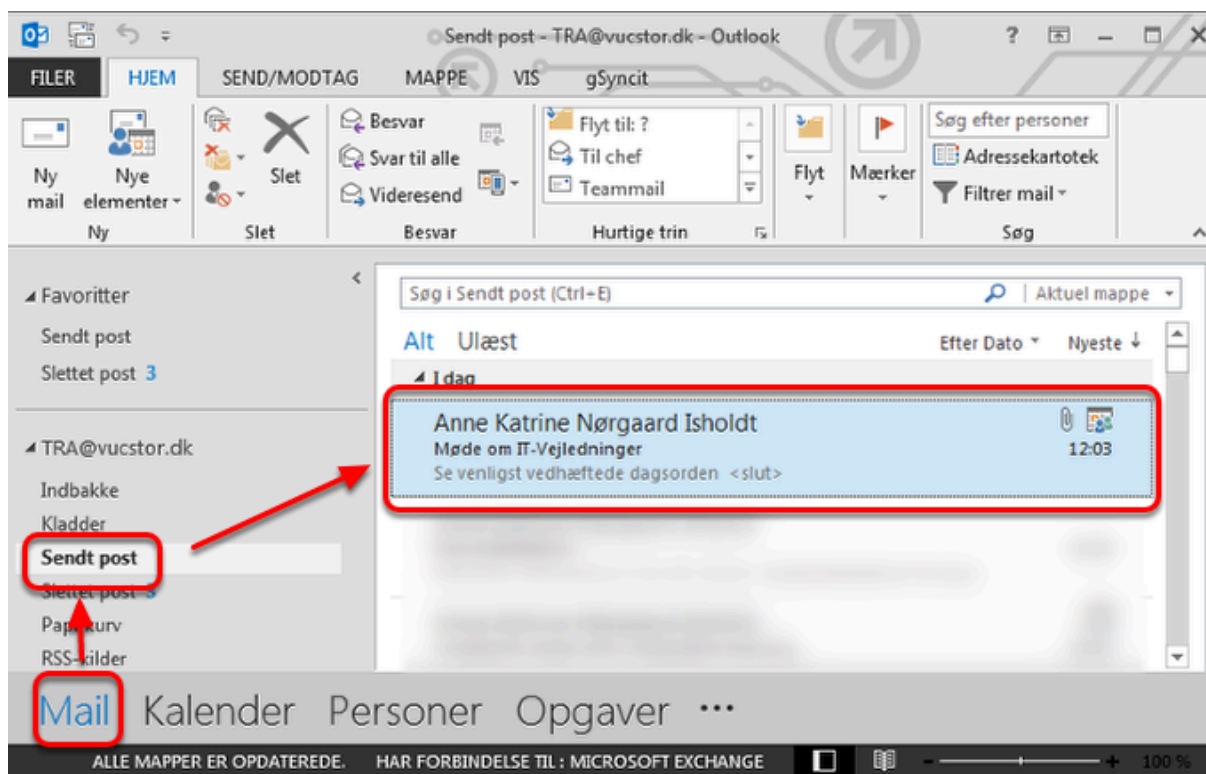 Sendt post - TRA@vucstor.dk - Outlook
?
FILER HJEM SEND/MODTAG MAPPE VIS gSyncit
Ny mail
Nye elementer
Ny
Slet
Slet
Besvar
Svar til alle
Videresend
Besvar
Flyt til: ?
Til chef
Teammail
Hurtige trin
Flyt
Mærker
Søg efter personer
Adressekartotek
Filtrer mail
Søg
Favoritter
Sendt post
Slettet post 3
TRA@vucstor.dk
Indbakke
Kladder
Sendt post
Slettet post 3
RSS-kilder
Søg i Sendt post (Ctrl+E) Aktuel mappe
Alt Ulæst Efter Dato Nyeste
I dag
Anne Katrine Nørgaard Isholdt
Møde om IT-Vejledninger 12:03
Se venligst vedhæftede dagsorden <slut>
Mail Kalender Personer Opgaver ...
ALLE MAPPER ER OPDATEREDE. HAR FORBINDELSE TIL : MICROSOFT EXCHANGE 100 %